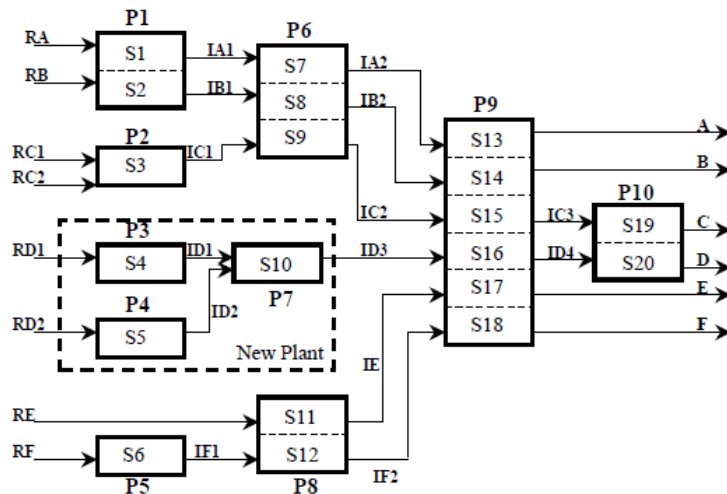 P1
RA S1 IA1 P6
S7 IA2
RB S2 IB1
S8 IB2 P9
P2
RC1 S3 IC1 S9 S13 A
RC2
S14 B
P10
IC2 S15 IC3 S19 C
P3
RD1 S4 ID1 S10 ID3 S16 ID4 S20 D
P4 P7 S17 E
ID2
RD2 S5 S18 F
New Plant
IE
RE S11
RF S6 IF1 S12
P5 P8 IF2